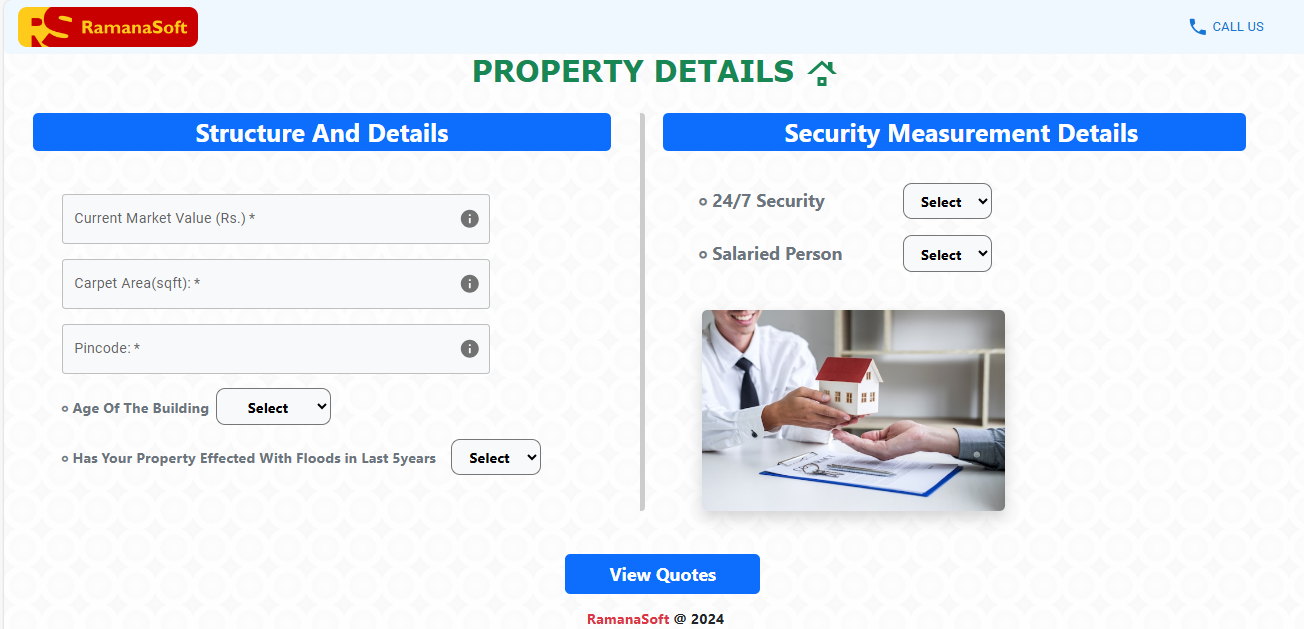 RS RamanaSoft
CALL US
PROPERTY DETAILS
Structure And Details
Current Market Value (Rs.) *
Carpet Area(sqft): *
Pincode: *
Age Of The Building Select
Has Your Property Effected With Floods in Last 5years Select
Security Measurement Details
24/7 Security Select
Salaried Person Select
View Quotes
RamanaSoft @ 2024